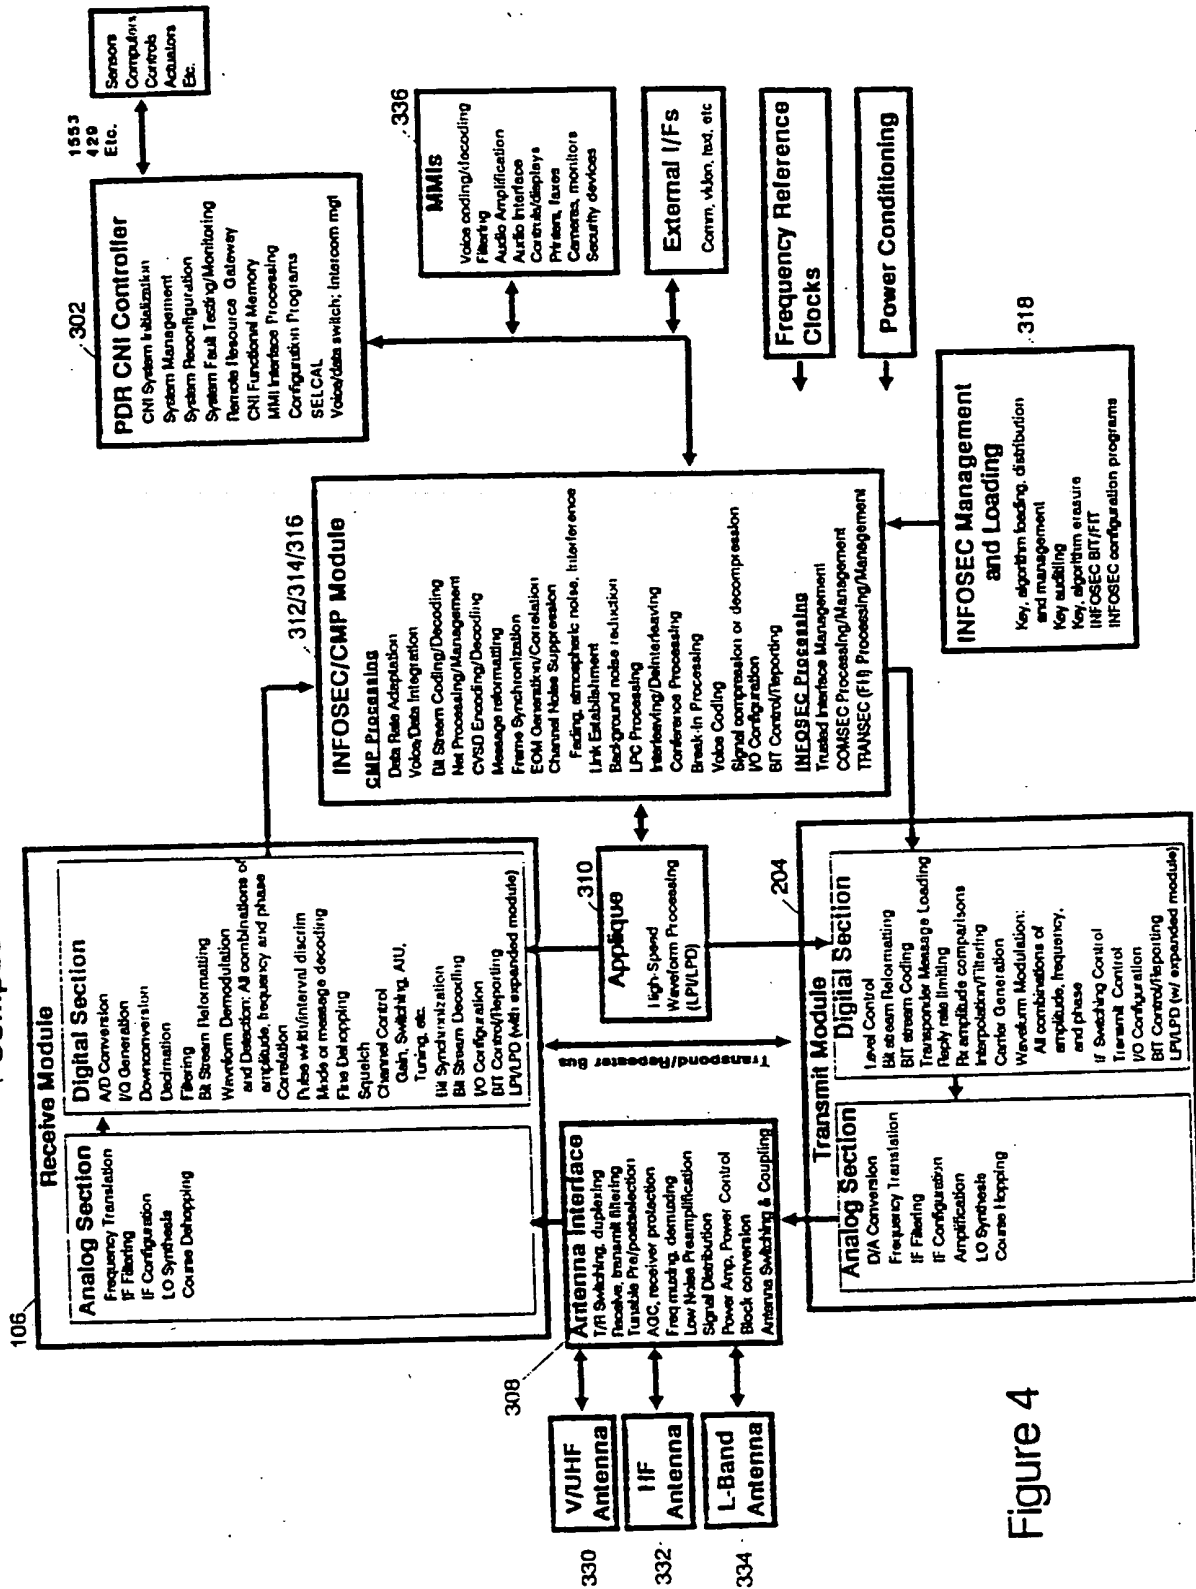 106
Receive Module
Analog Section
Frequency Translation
IF Filtering
IF Configuration
LO Synthesis
Course Dehopping
Digital Section
A/D Conversion
I/Q Generation
Downconversion
Decimation
Filtering
Bit Stream Reformatting
Waveform Demodulation
and Detection: All combinations of
amplitude, frequency and phase
Correlation
Pulse width/interval discrim
Mode or message decoding
Fine Dehopping
Squelch
Channel Control
Gain, Switching, AIU,
Tuning, etc.
Bit Synchronization
Bit Stream Decoding
I/O Configuration
BIT Control/Reporting
LPI/LPD (with expanded module)
V/UHF
Antenna
330
HF
Antenna
332
L-Band
Antenna
334
308
Antenna Interface
T/R Switching, duplexing
Receive, transmit filtering
Tunable Pre/postselection
AGC, receiver protection
Freq muxing, demuxing
Low Noise Preamplification
Signal Distribution
Power Amp, Power Control
Block conversion
Antenna Switching & Coupling
Transpond/Repeater Bus
310
Applique
High-Speed
Waveform Processing
(LPI/LPD)
204
Transmit Module
Analog Section
D/A Conversion
Frequency Translation
IF Filtering
IF Configuration
Amplification
LO Synthesis
Course Hopping
Digital Section
Level Control
Bit stream Reformatting
BIT stream Coding
Transponder Message Loading
Reply rate limiting
Rx amplitude comparisons
Interpolation/Filtering
Carrier Generation
Waveform Modulation:
All combinations of
amplitude, frequency,
and phase
If Switching Control
Transmit Control
I/O Configuration
BIT Control/Reporting
LPI/LPD (w/ expanded module)
312/314/316
INFOSEC/CMP Module
CMP Processing
Data Rate Adaptation
Voice/Data Integration
Bit Stream Coding/Decoding
Net Processing/Management
CVSD Encoding/Decoding
Message reformatting
Frame Synchronization
EOM Generation/Correlation
Channel Noise Suppression
Fading, atmospheric noise, Interference
Link Establishment
Background noise reduction
LPC Processing
Interleaving/Deinterleaving
Conference Processing
Break-In Processing
Voice Coding
Signal compression or decompression
I/O Configuration
BIT Control/Reporting
INFOSEC Processing
Trusted Interface Management
COMSEC Processing/Management
TRANSEC (FH) Processing/Management
302
PDR CNI Controller
CNI System Initialization
System Management
System Reconfiguration
System Fault Testing/Monitoring
Remote Resource Gateway
CNI Functional Memory
MMI Interface Processing
Configuration Programs
SELCAL
Voice/data switch; Intercom mgt
1553
429
Etc.
Sensors
Computors
Controls
Actuators
Etc.
336
MMIs
Voice coding/decoding
Filtering
Audio Amplification
Audio Interface
Controls/displays
Printers, faxes
Cameras, monitors
Security devices
External I/Fs
Comm, vidon, text, etc
Frequency Reference
Clocks
Power Conditioning
318
INFOSEC Management
and Loading
Key, algorithm loading, distribution
and management
Key auditing
Key, algorithm erasure
INFOSEC BIT/FIT
INFOSEC configuration programs
Figure 4